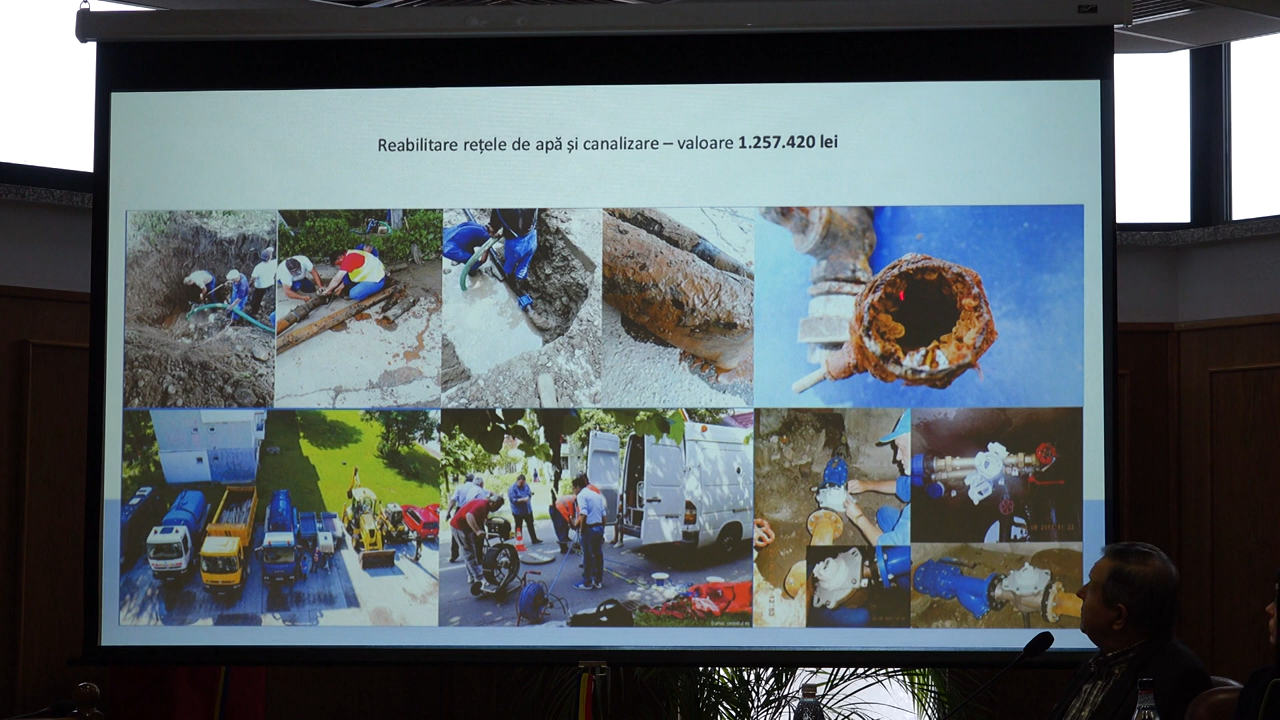 Reabilitare rețele de apă și canalizare – valoare 1.257.420 lei